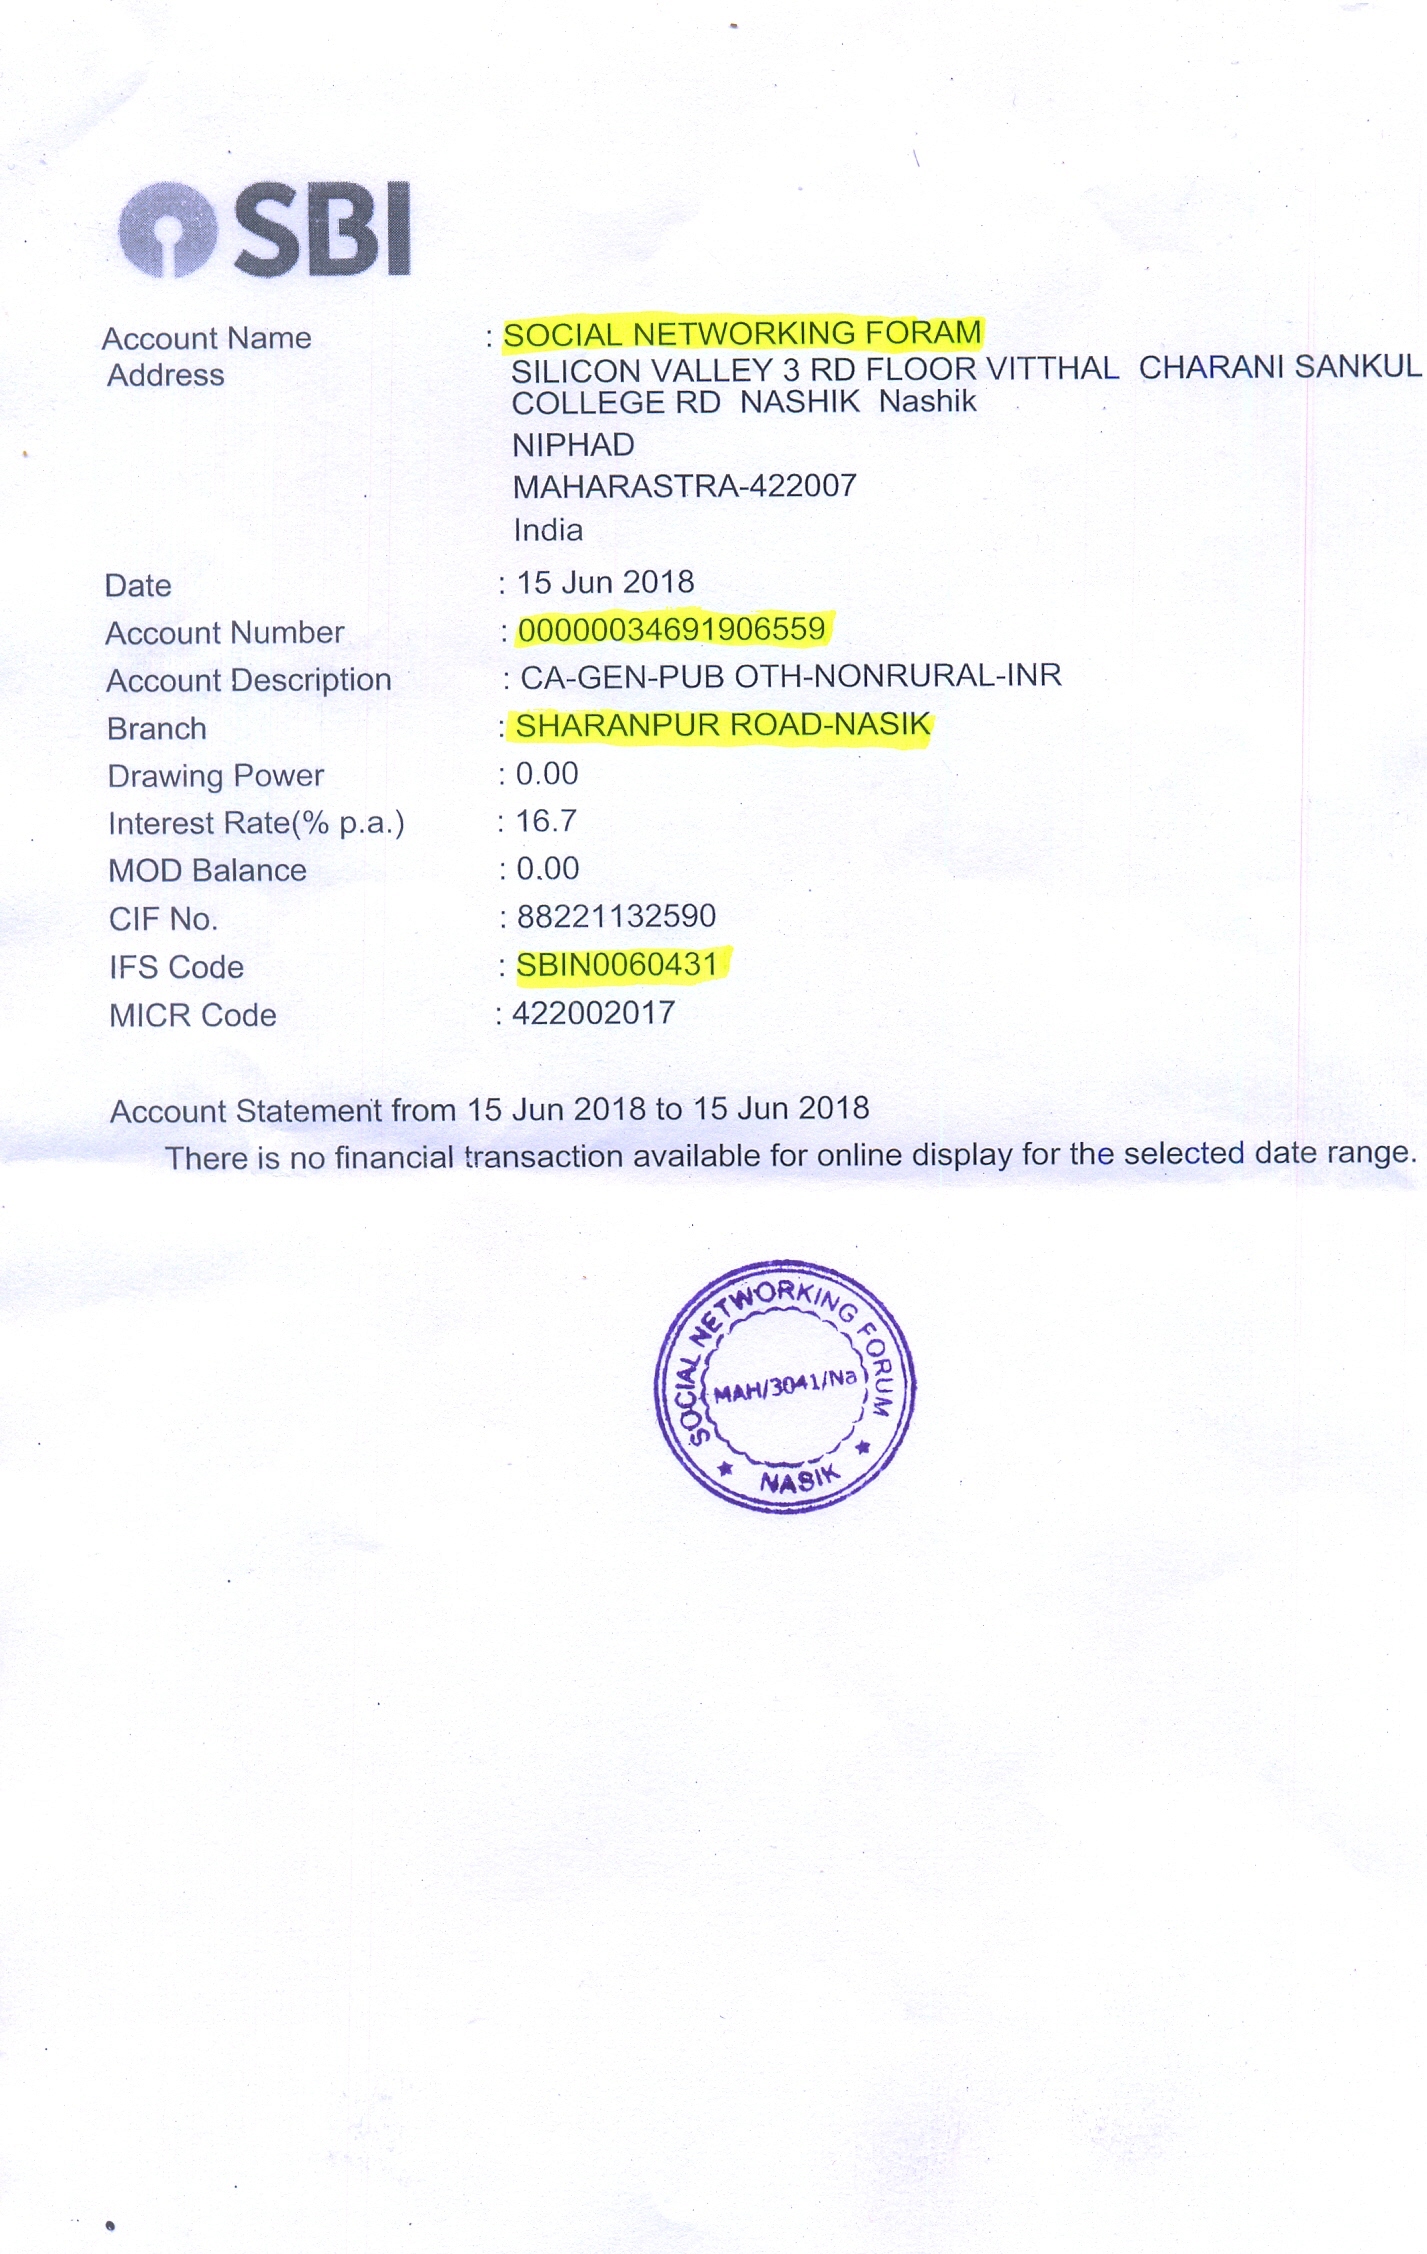 SBI
Account Name : SOCIAL NETWORKING FORAM
Address SILICON VALLEY 3 RD FLOOR VITTHAL CHARANI SANKUL
COLLEGE RD NASHIK Nashik
NIPHAD
MAHARASTRA-422007
India
Date : 15 Jun 2018
Account Number : 00000034691906559
Account Description : CA-GEN-PUB OTH-NONRURAL-INR
Branch : SHARANPUR ROAD-NASIK
Drawing Power : 0.00
Interest Rate(% p.a.) : 16.7
MOD Balance : 0.00
CIF No. : 88221132590
IFS Code : SBIN0060431
MICR Code : 422002017
Account Statement from 15 Jun 2018 to 15 Jun 2018
There is no financial transaction available for online display for the selected date range.
SOCIAL NETWORKING FORUM
MAH/3041/Na
★ NASIK ★